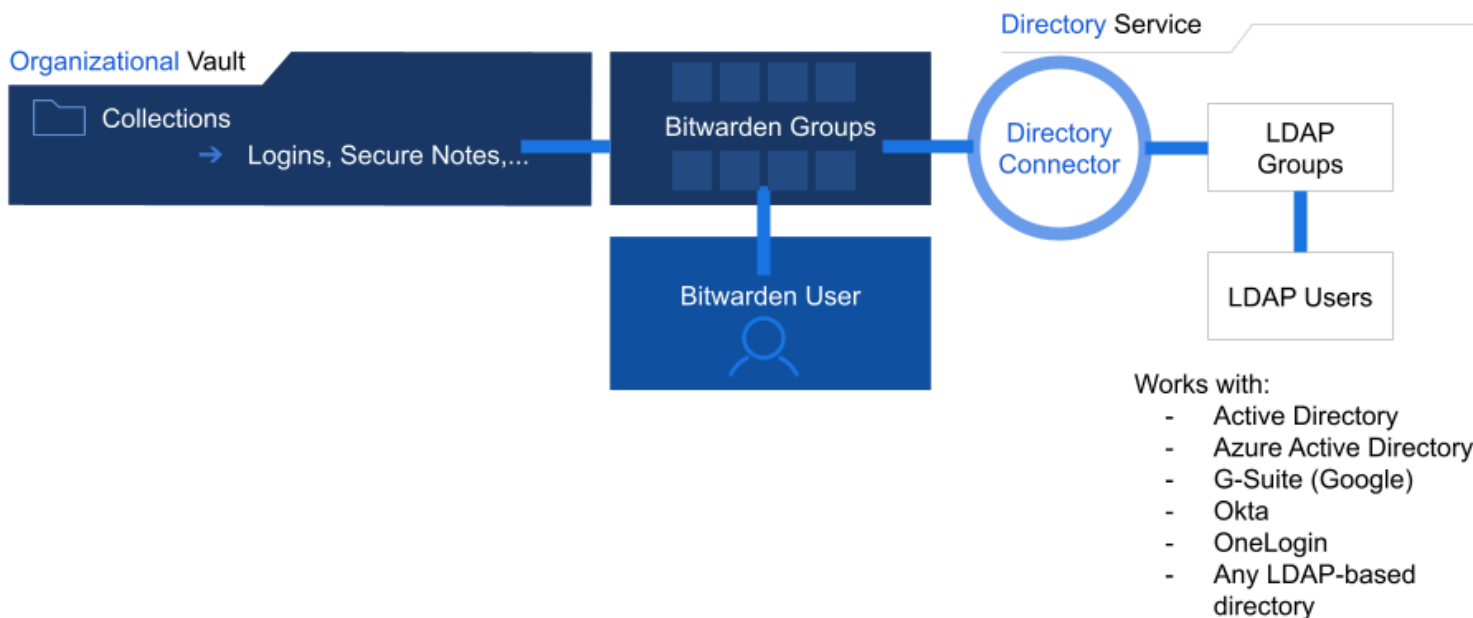 Organizational Vault
Collections
Logins, Secure Notes,...
Bitwarden Groups
Bitwarden User
Directory Service
Directory
Connector
LDAP
Groups
LDAP Users
Works with:
- Active Directory
- Azure Active Directory
- G-Suite (Google)
- Okta
- OneLogin
- Any LDAP-based
directory